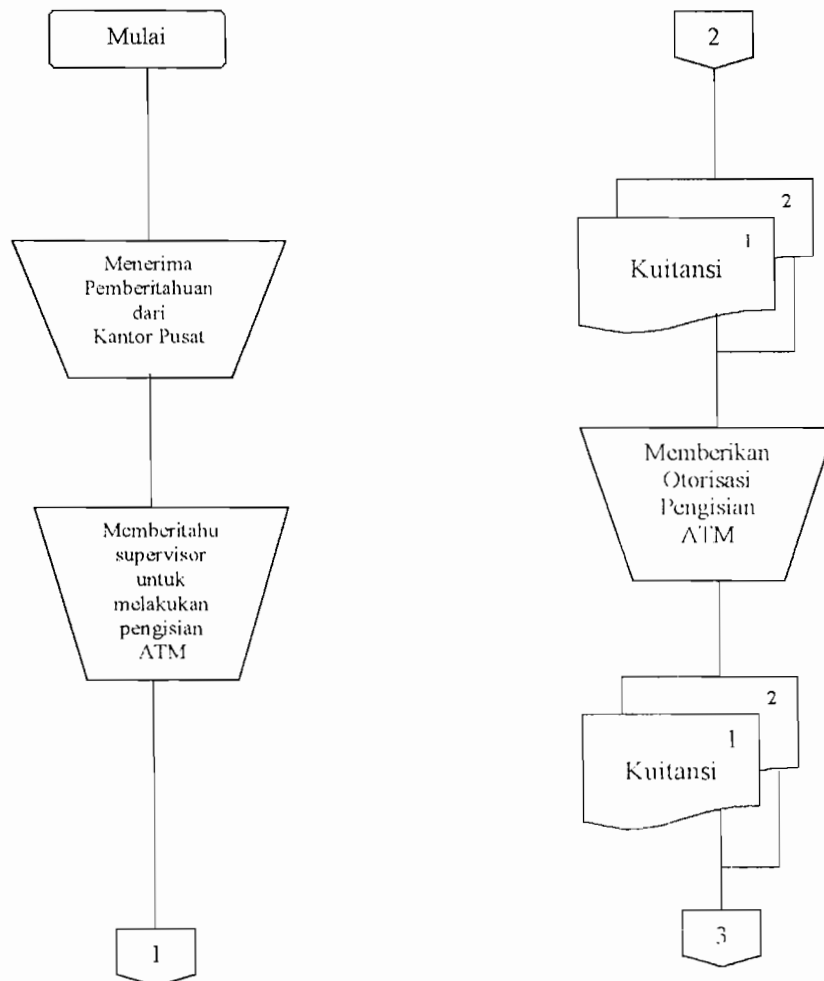 Mulai
Menerima
Pemberitahuan
dari
Kantor Pusat
Memberitahu
supervisor
untuk
melakukan
pengisian
ATM
1
2
2
1
Kuitansi
Memberikan
Otorisasi
Pengisian
ATM
2
1
Kuitansi
3